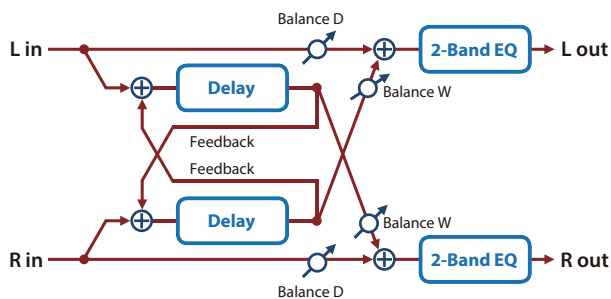 Balance D
L in
2-Band EQ
L out
Delay
Balance W
Feedback
Feedback
Delay
Balance W
R in
2-Band EQ
R out
Balance D